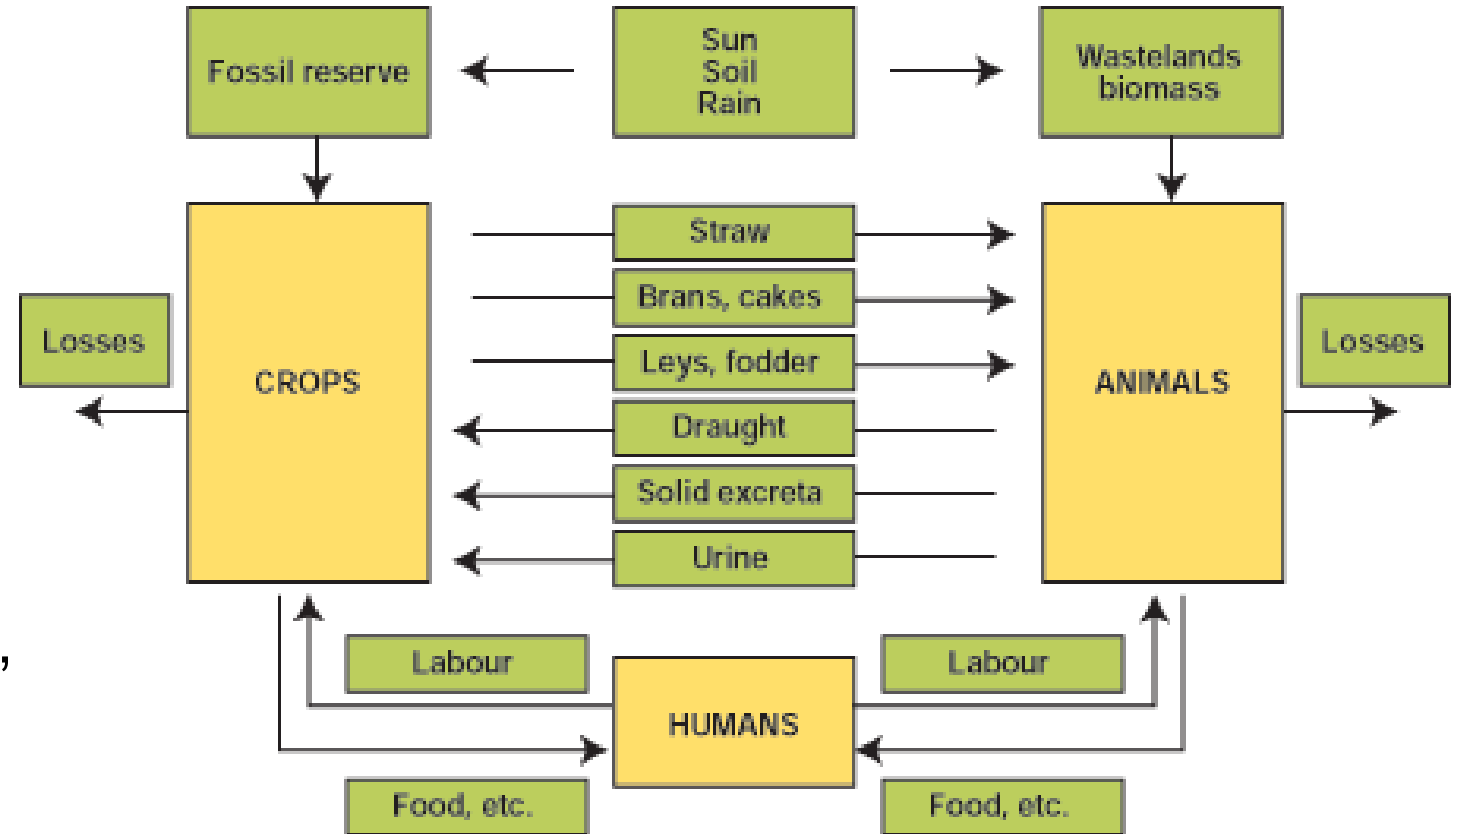 Fossil reserve
Sun
Soil
Rain
Wastelands
biomass
Straw
Brans, cakes
Leys, fodder
Draught
Solid excreta
Urine
Losses
CROPS
ANIMALS
Losses
,
Labour
Labour
HUMANS
Food, etc.
Food, etc.